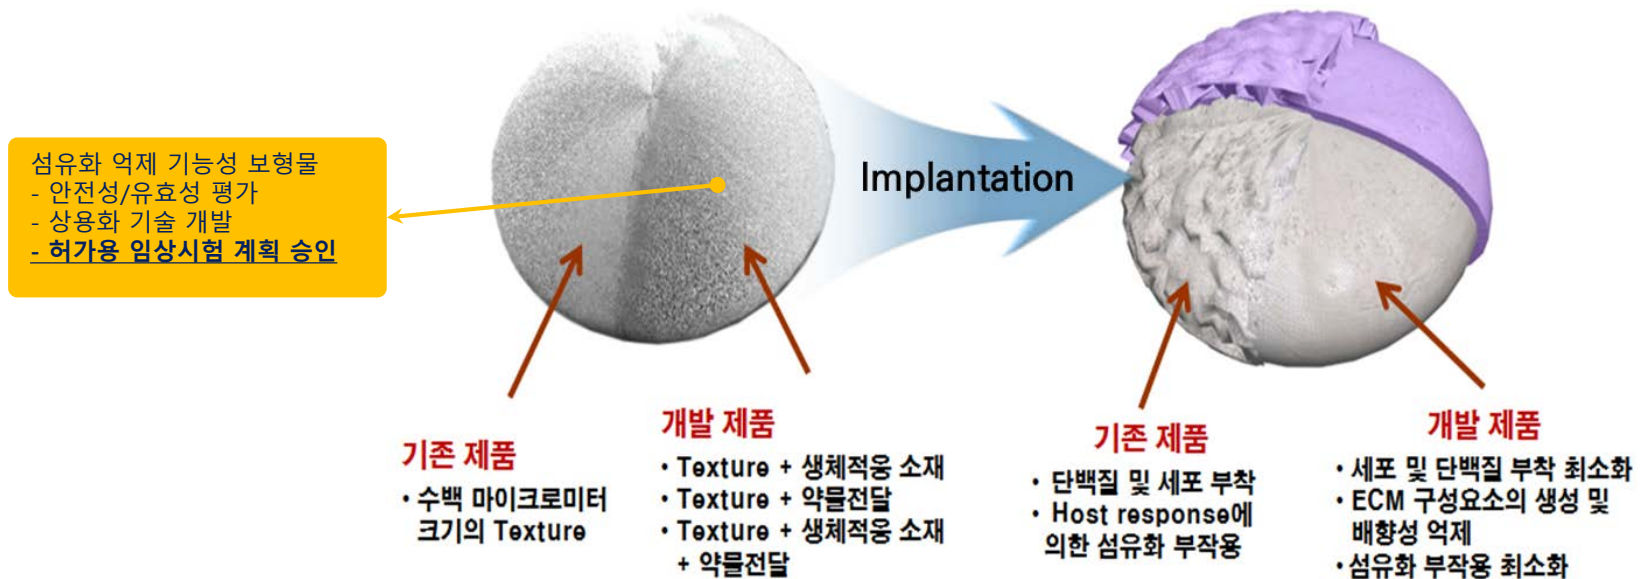 섬유화 억제 기능성 보형물
- 안전성/유효성 평가
- 상용화 기술 개발
- 허가용 임상시험 계획 승인
Implantation
기존 제품
• 수백 마이크로미터
크기의 Texture
개발 제품
• Texture + 생체적응 소재
• Texture + 약물전달
• Texture + 생체적응 소재
+ 약물전달
기존 제품
• 단백질 및 세포 부착
• Host response에
의한 섬유화 부작용
개발 제품
• 세포 및 단백질 부착 최소화
• ECM 구성요소의 생성 및
배향성 억제
• 섬유화 부작용 최소화